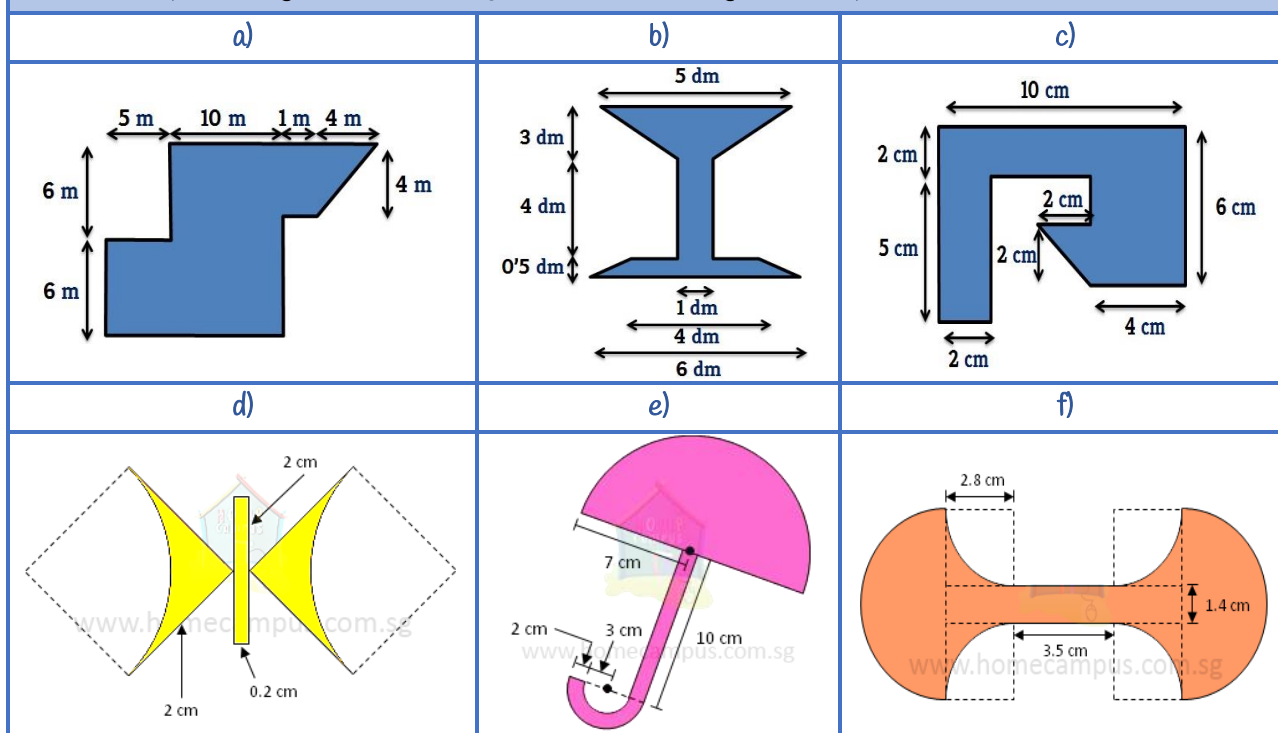 a)
b)
c)
5 m 10 m 1 m 4 m
6 m
4 m
6 m
5 dm
3 dm
4 dm
0'5 dm
1 dm
4 dm
6 dm
10 cm
2 cm
2 cm
6 cm
5 cm
2 cm
4 cm
2 cm
d)
e)
f)
2 cm
www.homecampus.com.sg
0.2 cm
2 cm
7 cm
2 cm
3 cm
10 cm
www.homecampus.com.sg
2.8 cm
1.4 cm
3.5 cm
www.homecampus.com.sg